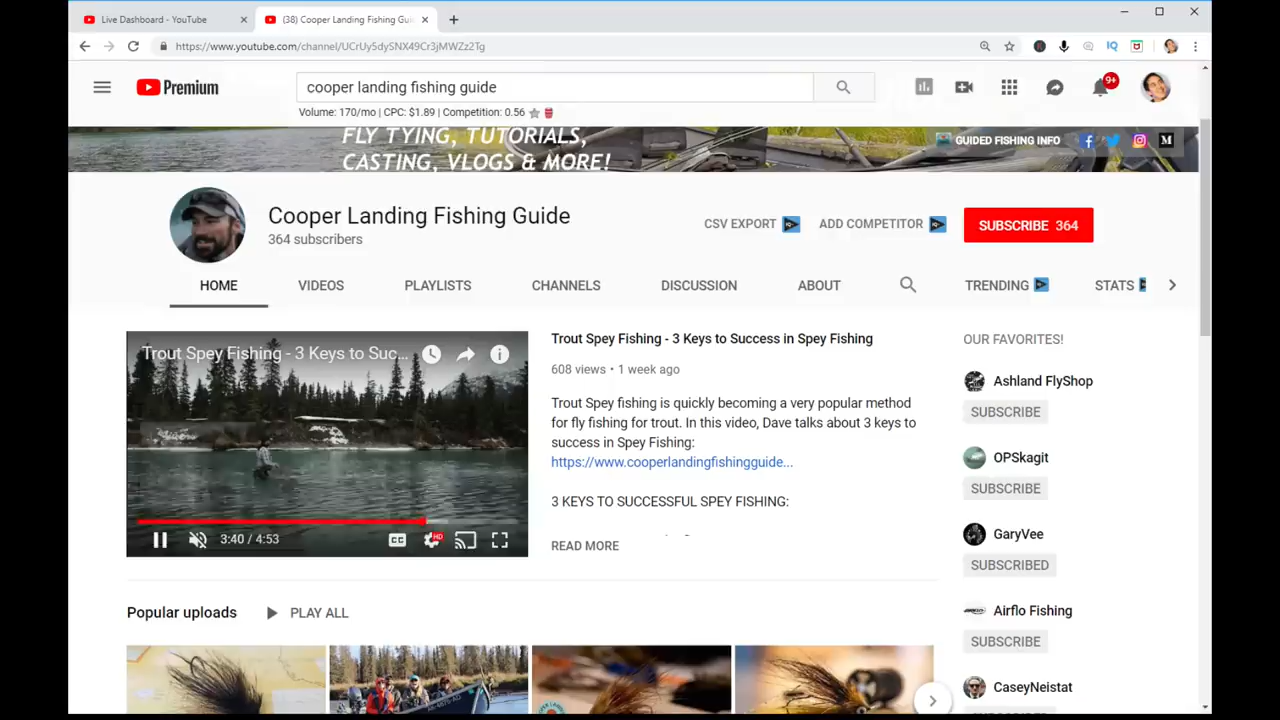 Live Dashboard - YouTube
(38) Cooper Landing Fishing Gui
https://www.youtube.com/channel/UCrUy5dySNX49Cr3jMWZz2Tg
IQ
Premium
cooper landing fishing guide
9+
Volume: 170/mo | CPC: $1.89 | Competition: 0.56
FLY TYING, TUTORIALS,
CASTING, VLOGS & MORE!
GUIDED FISHING INFO
Cooper Landing Fishing Guide
364 subscribers
CSV EXPORT
ADD COMPETITOR
SUBSCRIBE 364
HOME
VIDEOS
PLAYLISTS
CHANNELS
DISCUSSION
ABOUT
TRENDING
STATS
Trout Spey Fishing - 3 Keys to Suc...
3:40 / 4:53
CC
HD
Trout Spey Fishing - 3 Keys to Success in Spey Fishing
608 views • 1 week ago
Trout Spey fishing is quickly becoming a very popular method
for fly fishing for trout. In this video, Dave talks about 3 keys to
success in Spey Fishing:
https://www.cooperlandingfishingguide...
3 KEYS TO SUCCESSFUL SPEY FISHING:
READ MORE
OUR FAVORITES!
Ashland FlyShop
SUBSCRIBE
OPSkagit
SUBSCRIBE
GaryVee
SUBSCRIBED
Airflo Fishing
SUBSCRIBE
CaseyNeistat
Popular uploads
PLAY ALL